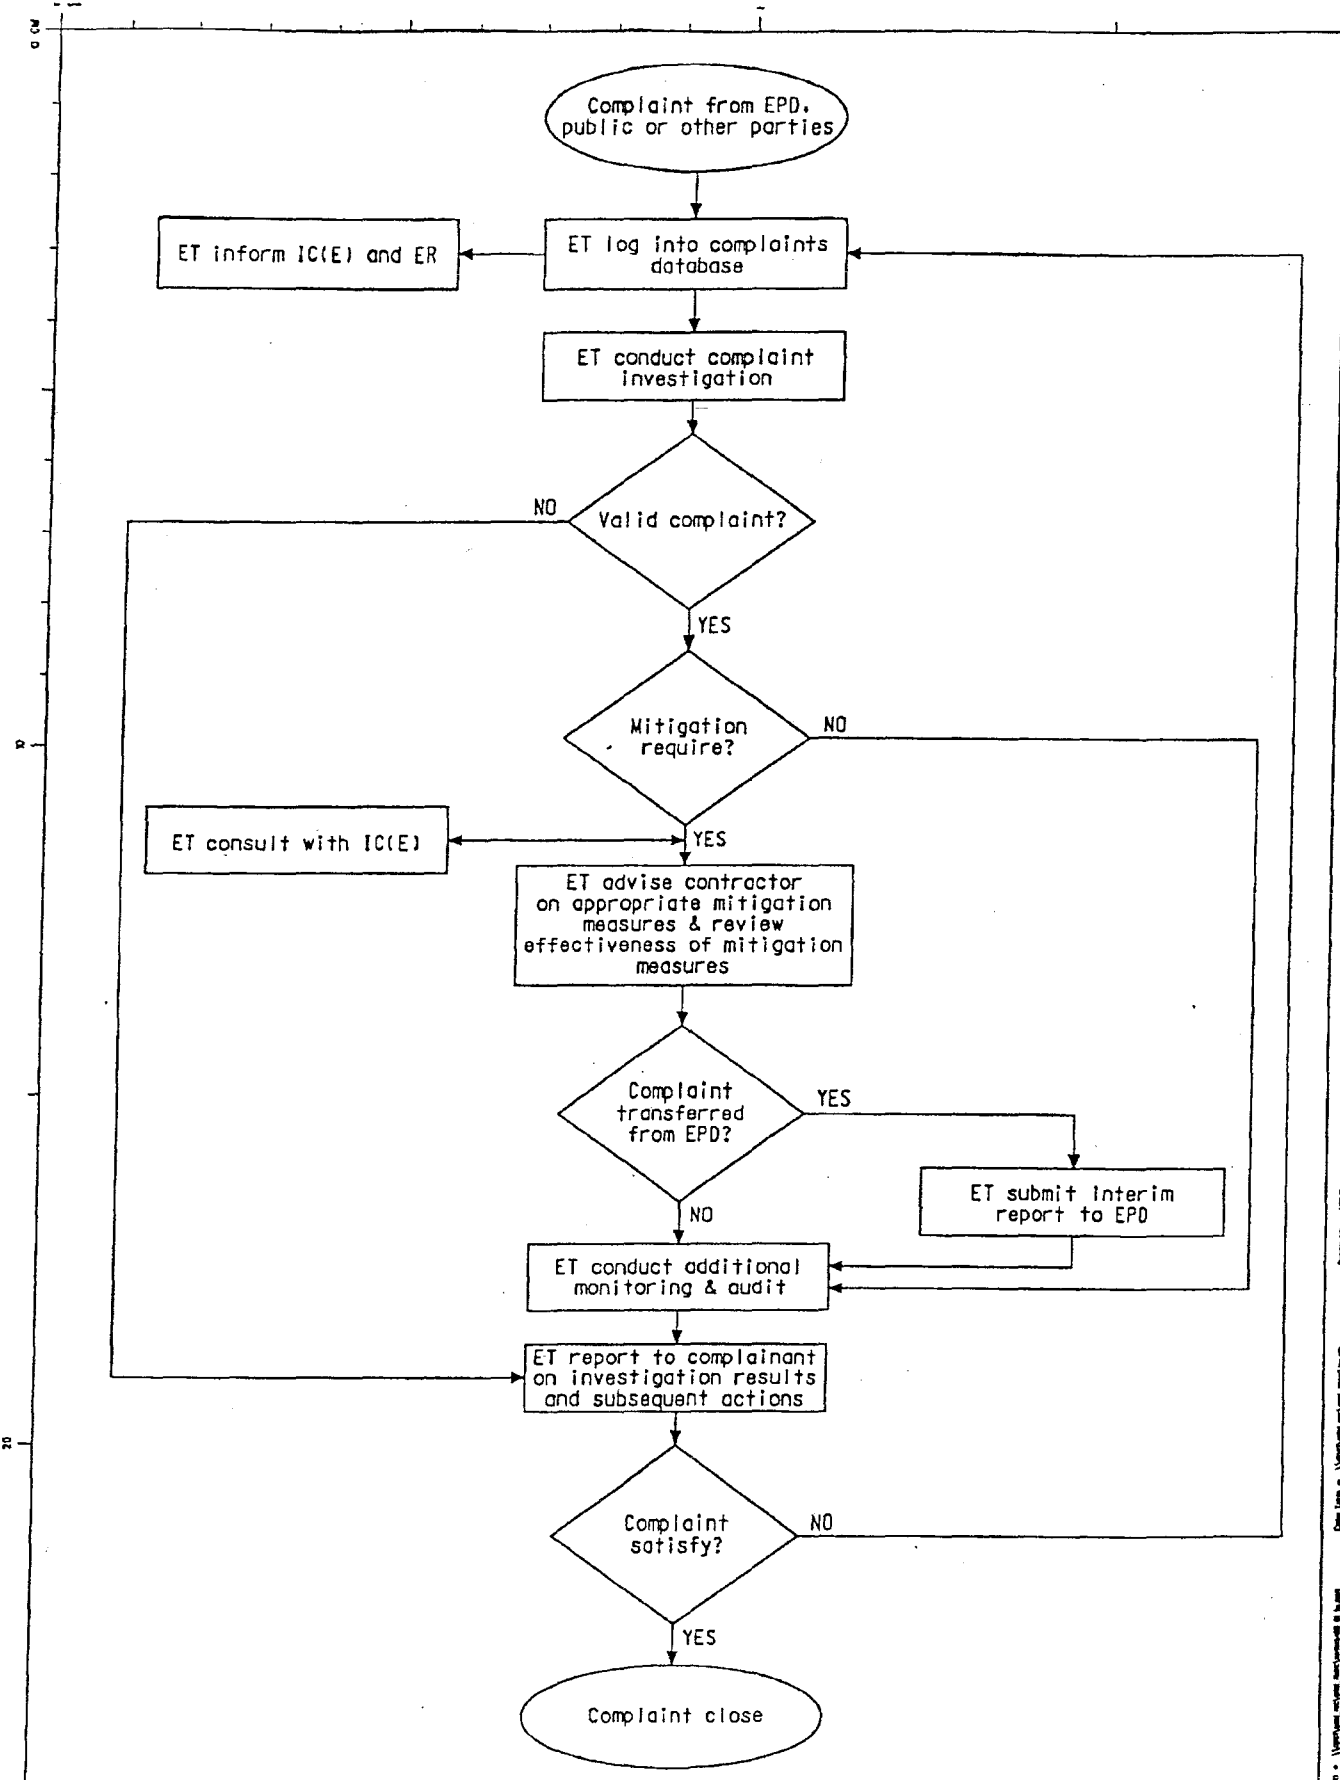 0 CM
Complaint from EPD.
public or other parties
ET inform IC(E) and ER
ET log into complaints
database
ET conduct complaint
investigation
NO
Valid complaint?
YES
Mitigation
require?
NO
10
ET consult with IC(E)
YES
ET advise contractor
on appropriate mitigation
measures & review
effectiveness of mitigation
measures
Complaint
transferred
from EPD?
YES
ET submit interim
report to EPD
NO
ET conduct additional
monitoring & audit
ET report to complainant
on investigation results
and subsequent actions
20
Complaint
satisfy?
NO
YES
Complaint close